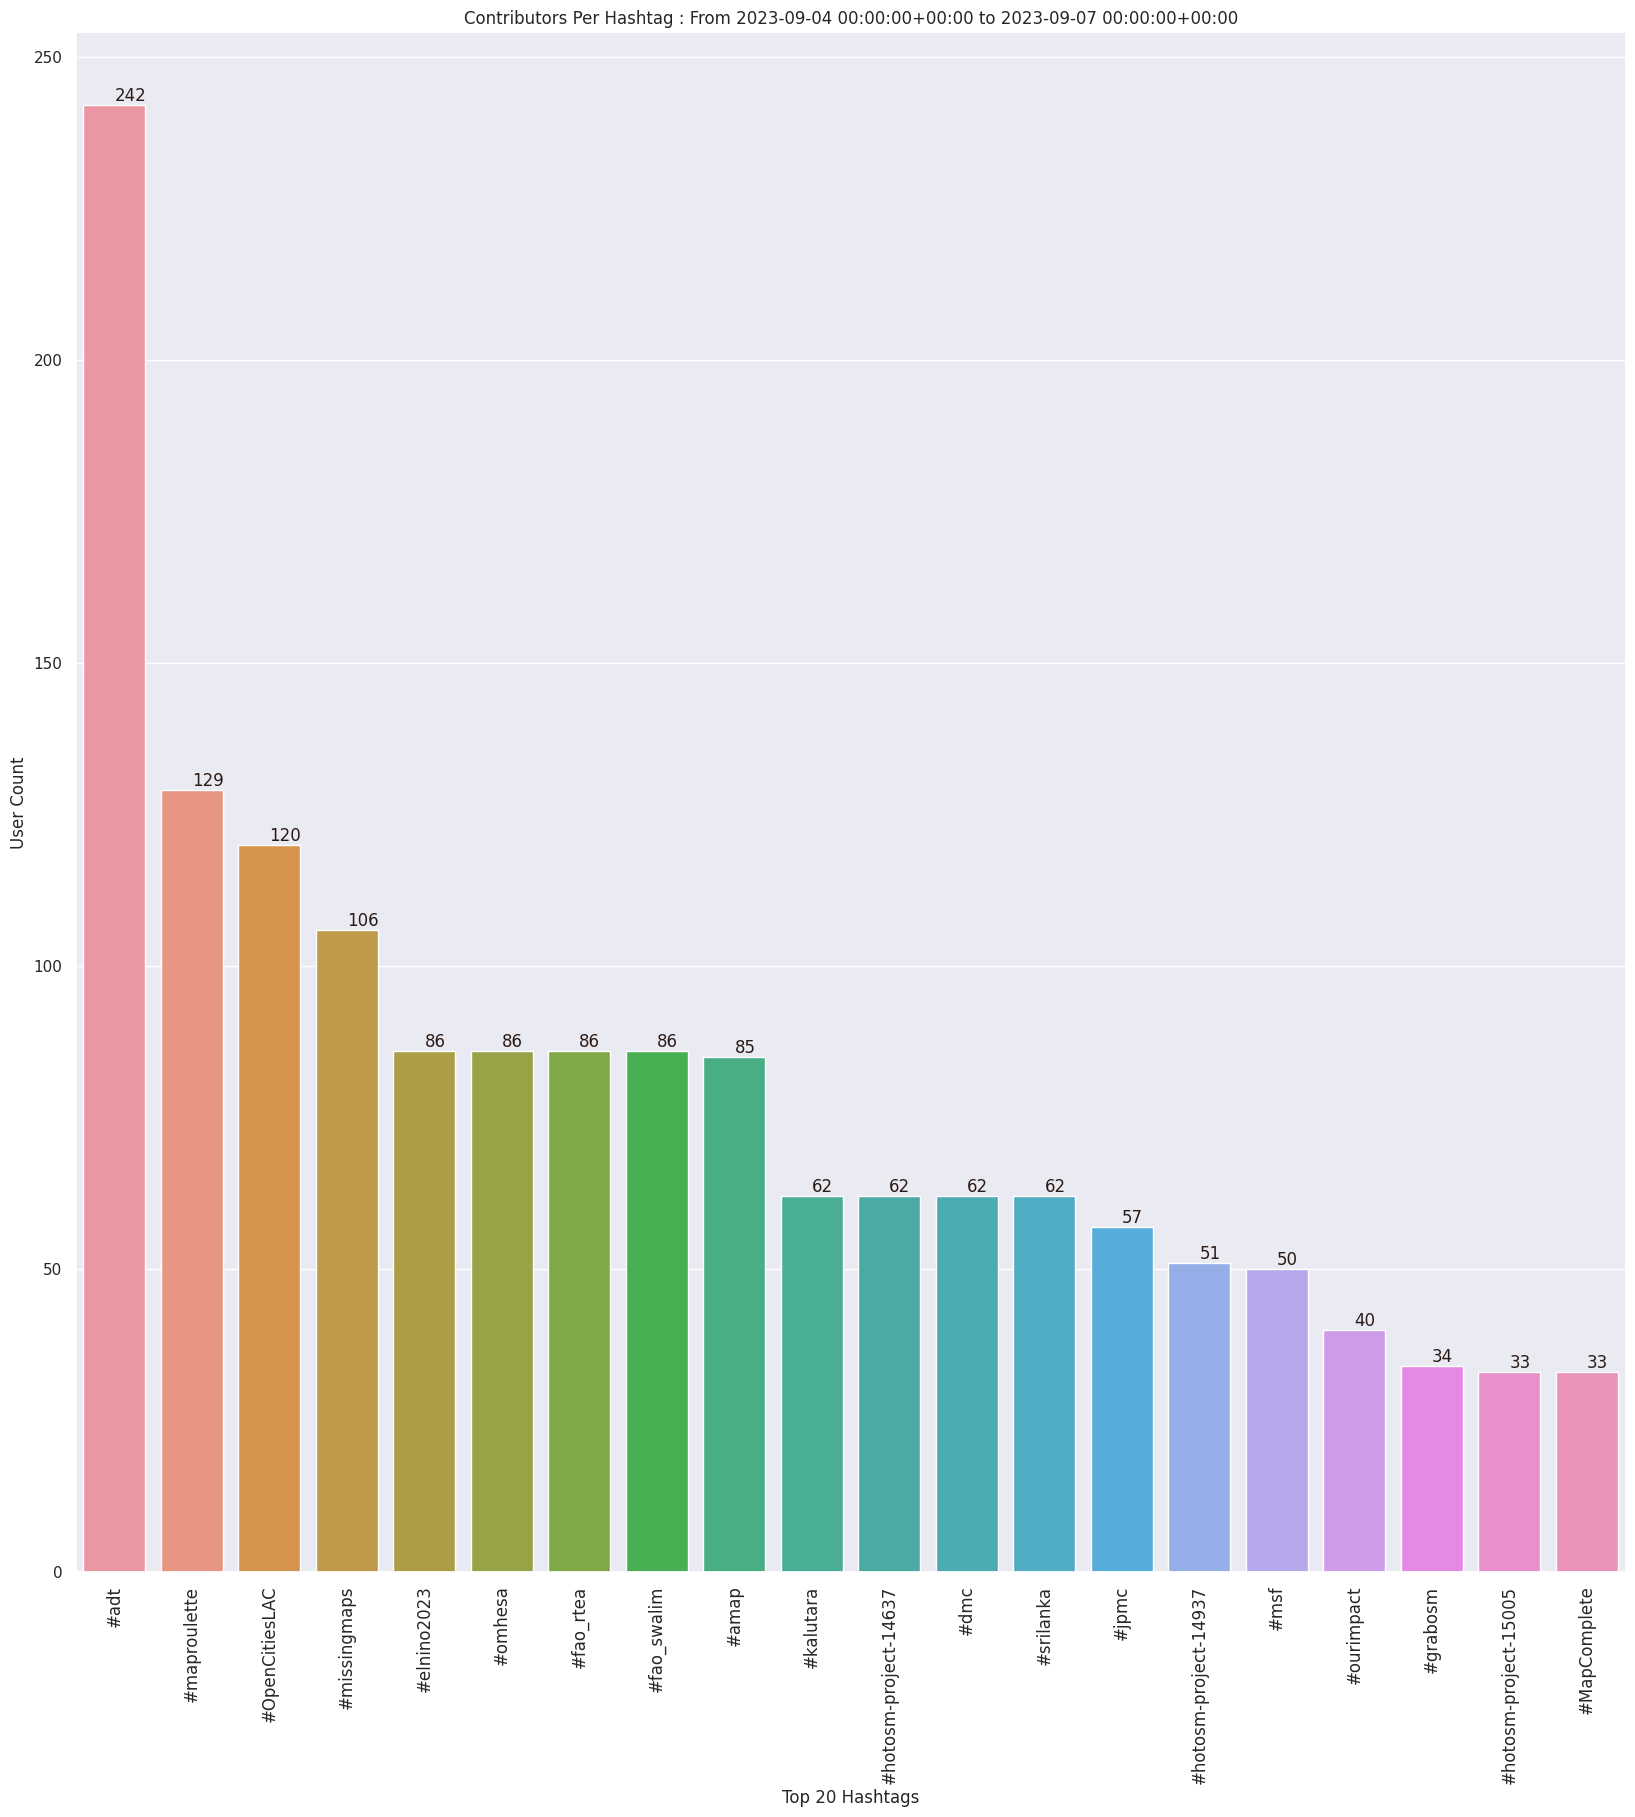 Contributors Per Hashtag : From 2023-09-04 00:00:00+00:00 to 2023-09-07 00:00:00+00:00
User Count
250
200
150
100
50
0
242
129
120
106
86
86
86
86
85
62
62
62
62
57
51
50
40
34
33
33
#adt
#maproulette
#OpenCitiesLAC
#missingmaps
#elnino2023
#omhesa
#fao_rtea
#fao_swalim
#amap
#kalutara
#hotosm-project-14637
#dmc
#srilanka
#jpmc
#hotosm-project-14937
#msf
#ourimpact
#grabosm
#hotosm-project-15005
#MapComplete
Top 20 Hashtags